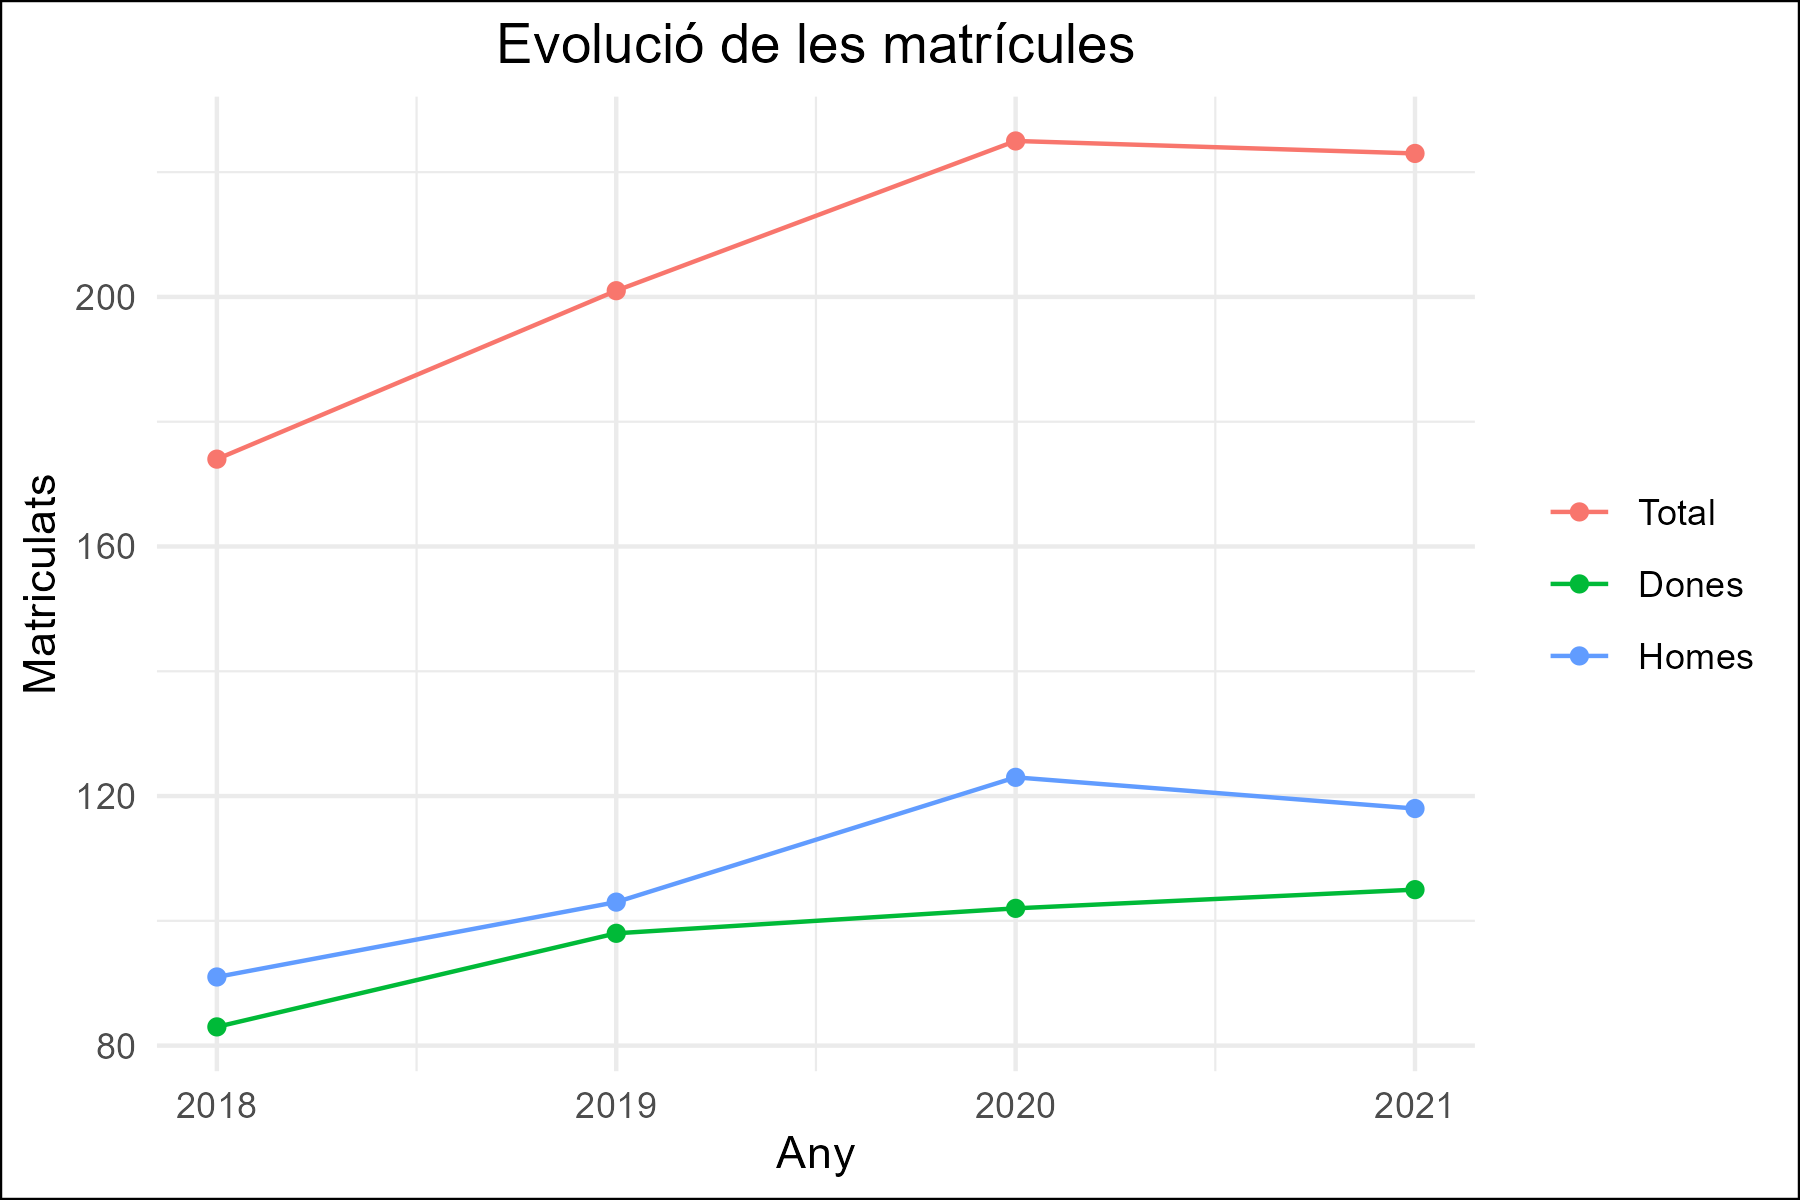 Evolució de les matrícules
Matriculats
200
160
120
80
2018
2019
2020
2021
Any
Total
Dones
Homes